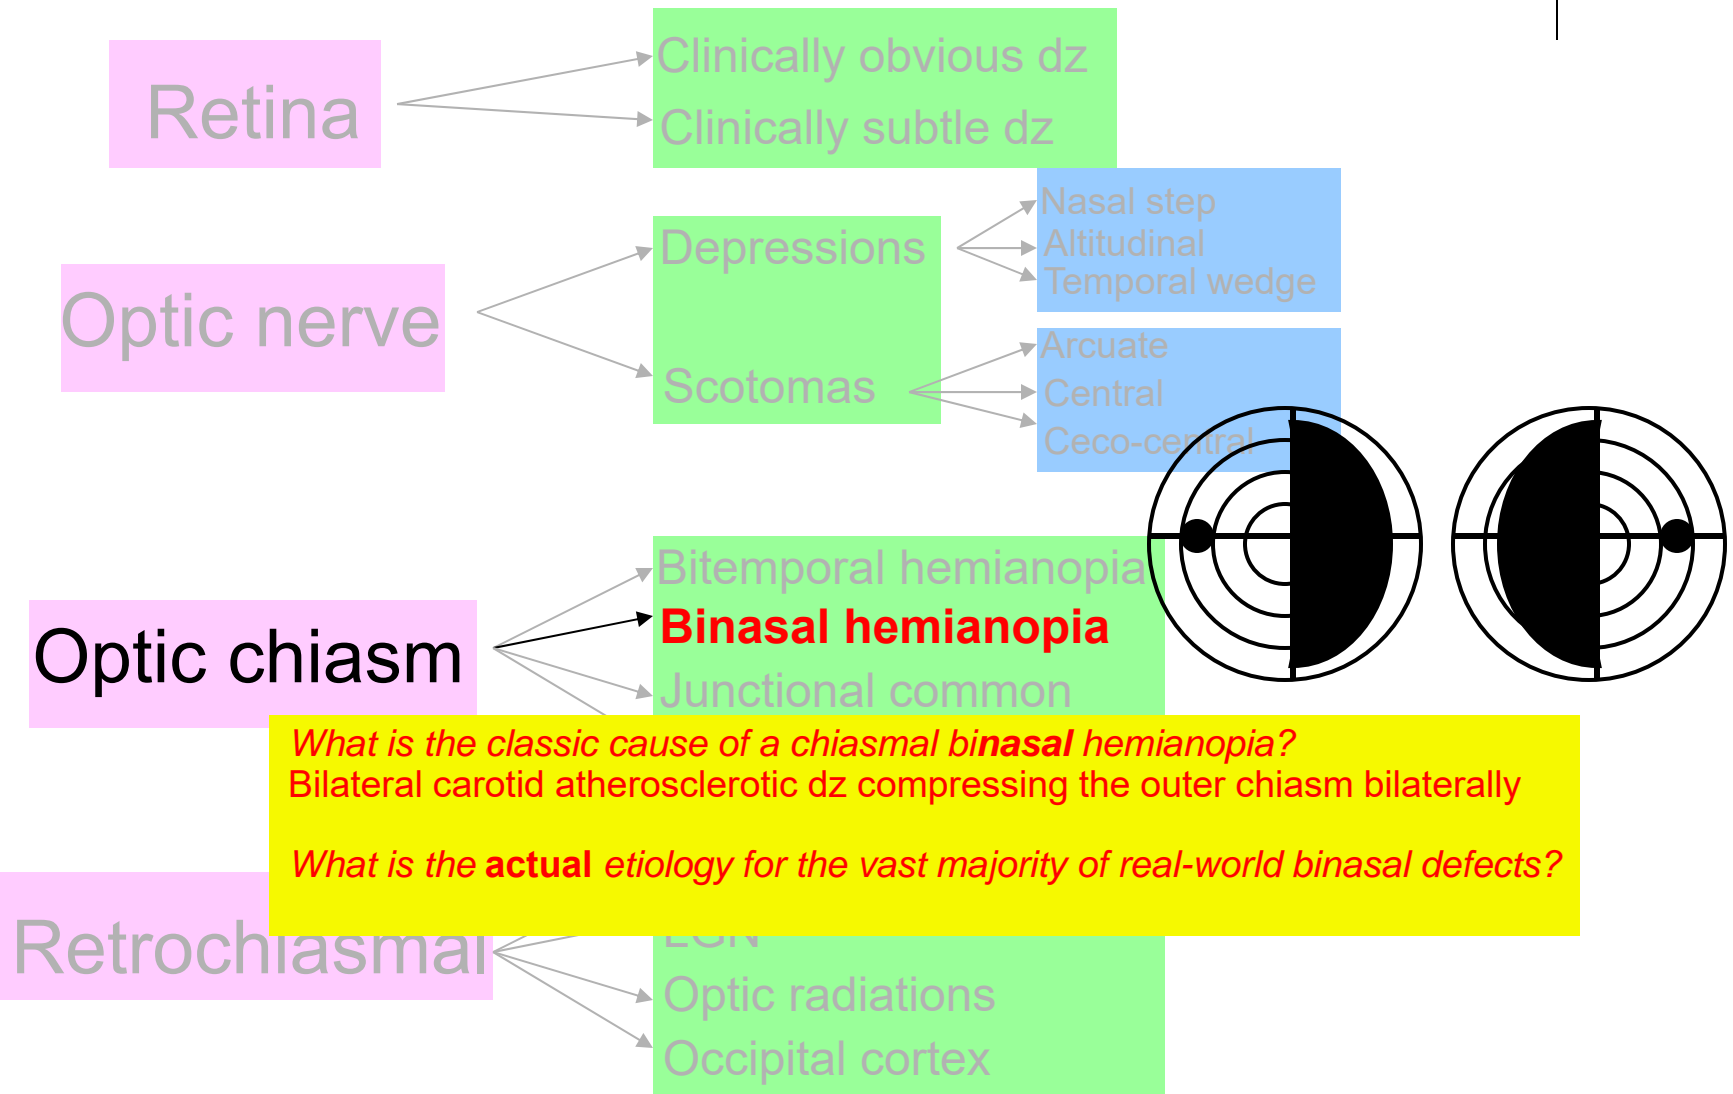 Retina
Clinically obvious dz
Clinically subtle dz
Optic nerve
Depressions
Nasal step
Altitudinal
Temporal wedge
Scotomas
Arcuate
Central
Ceco-central
Optic chiasm
Bitemporal hemianopia
Binasal hemianopia
Junctional common
What is the classic cause of a chiasmal binasal hemianopia?
Bilateral carotid atherosclerotic dz compressing the outer chiasm bilaterally
What is the actual etiology for the vast majority of real-world binasal defects?
Retrochiasmal
LGN
Optic radiations
Occipital cortex